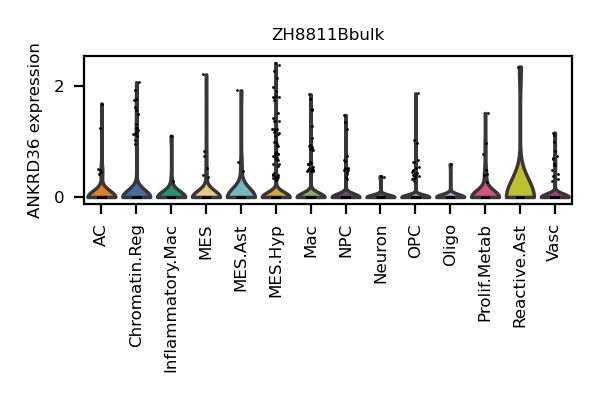 ZH8811Bbulk
ANKRD36 expression
2
0
AC
Chromatin.Reg
Inflammatory.Mac
MES
MES.Ast
MES.Hyp
Mac
NPC
Neuron
OPC
Oligo
Prolif.Metab
Reactive.Ast
Vasc